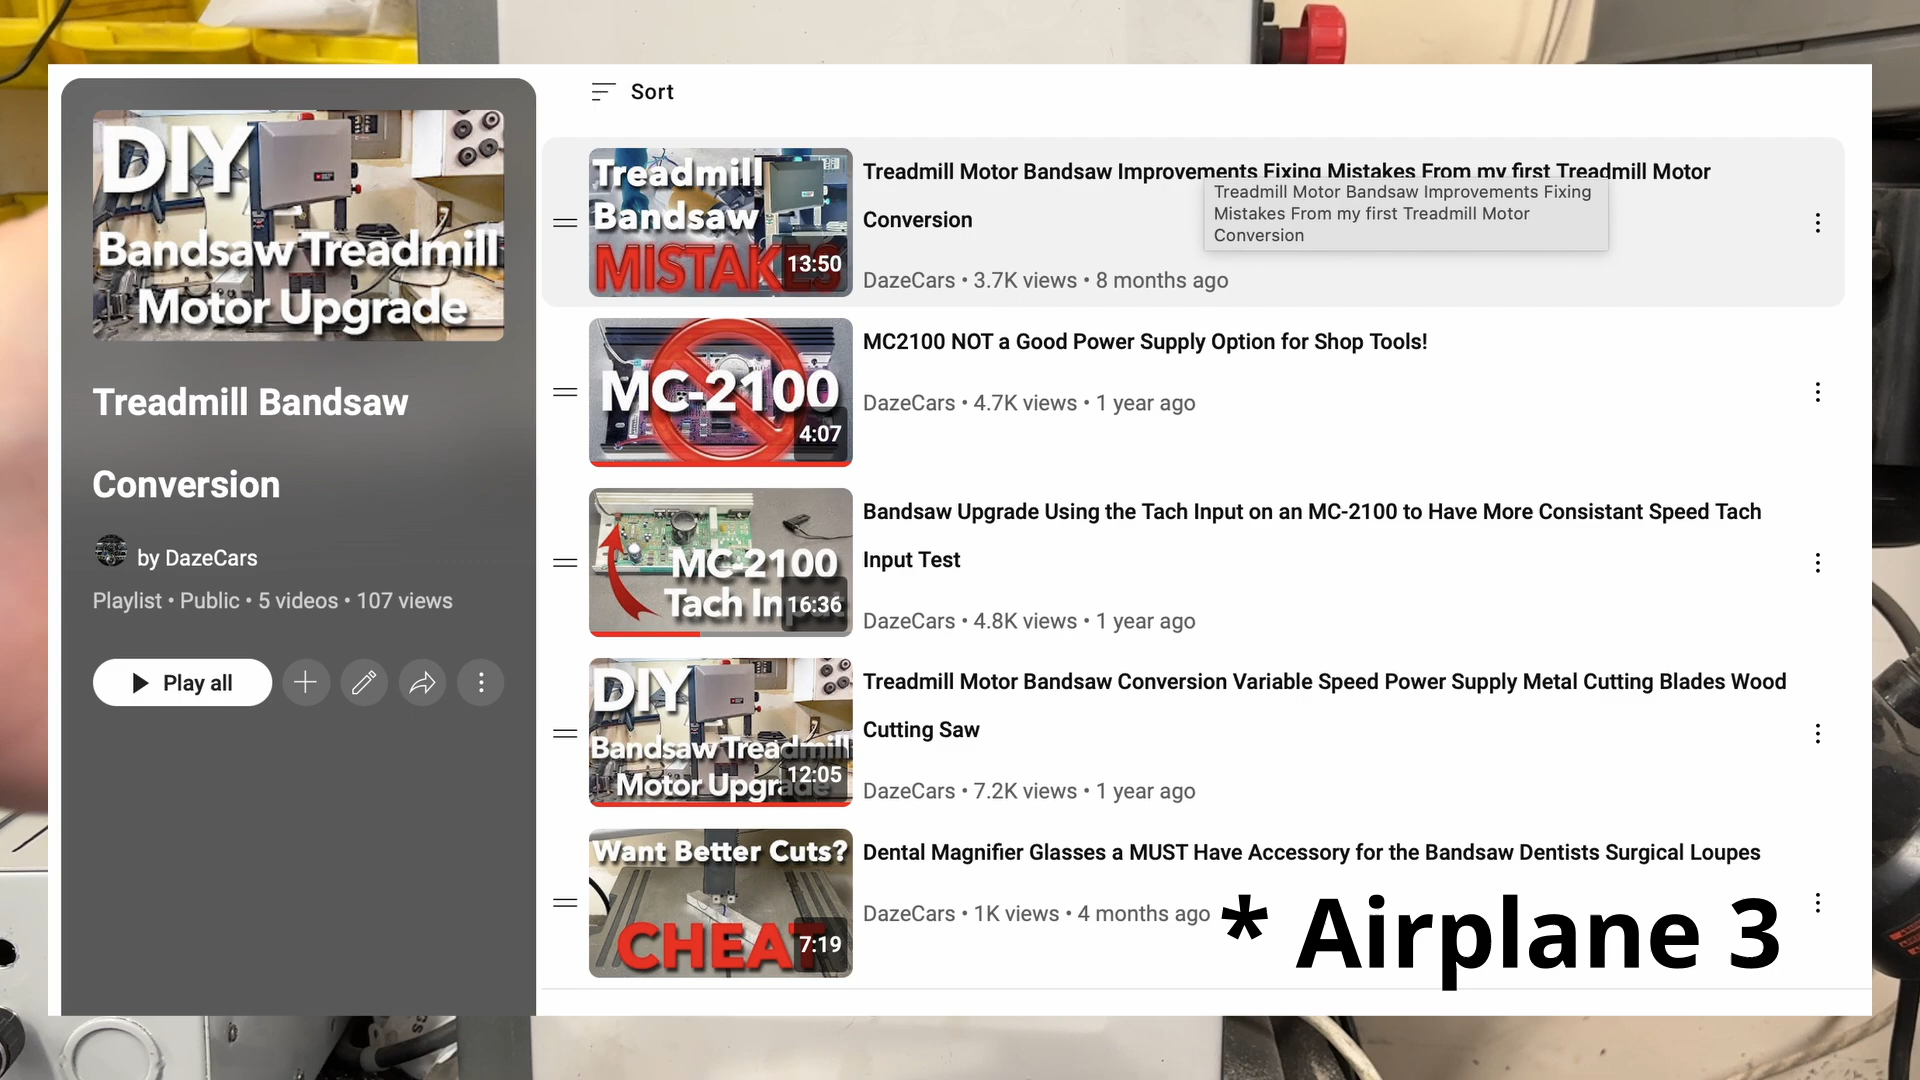 DIY
Bandsaw Treadmill
Motor Upgrade
Treadmill Bandsaw
Conversion
by DazeCars
Playlist • Public • 5 videos • 107 views
Play all
Sort
Treadmill
Bandsaw
MISTAKES
13:50
Treadmill Motor Bandsaw Improvements Fixing Mistakes From my first Treadmill Motor
Conversion
Treadmill Motor Bandsaw Improvements Fixing
Mistakes From my first Treadmill Motor
Conversion
DazeCars • 3.7K views • 8 months ago
MC-2100
4:07
MC2100 NOT a Good Power Supply Option for Shop Tools!
DazeCars • 4.7K views • 1 year ago
MC-2100
Tach Input
16:36
Bandsaw Upgrade Using the Tach Input on an MC-2100 to Have More Consistant Speed Tach
Input Test
DazeCars • 4.8K views • 1 year ago
DIY
Bandsaw Treadmill
Motor Upgrade
12:05
Treadmill Motor Bandsaw Conversion Variable Speed Power Supply Metal Cutting Blades Wood
Cutting Saw
DazeCars • 7.2K views • 1 year ago
Want Better Cuts?
CHEAT
7:19
Dental Magnifier Glasses a MUST Have Accessory for the Bandsaw Dentists Surgical Loupes
DazeCars • 1K views • 4 months ago
* Airplane 3